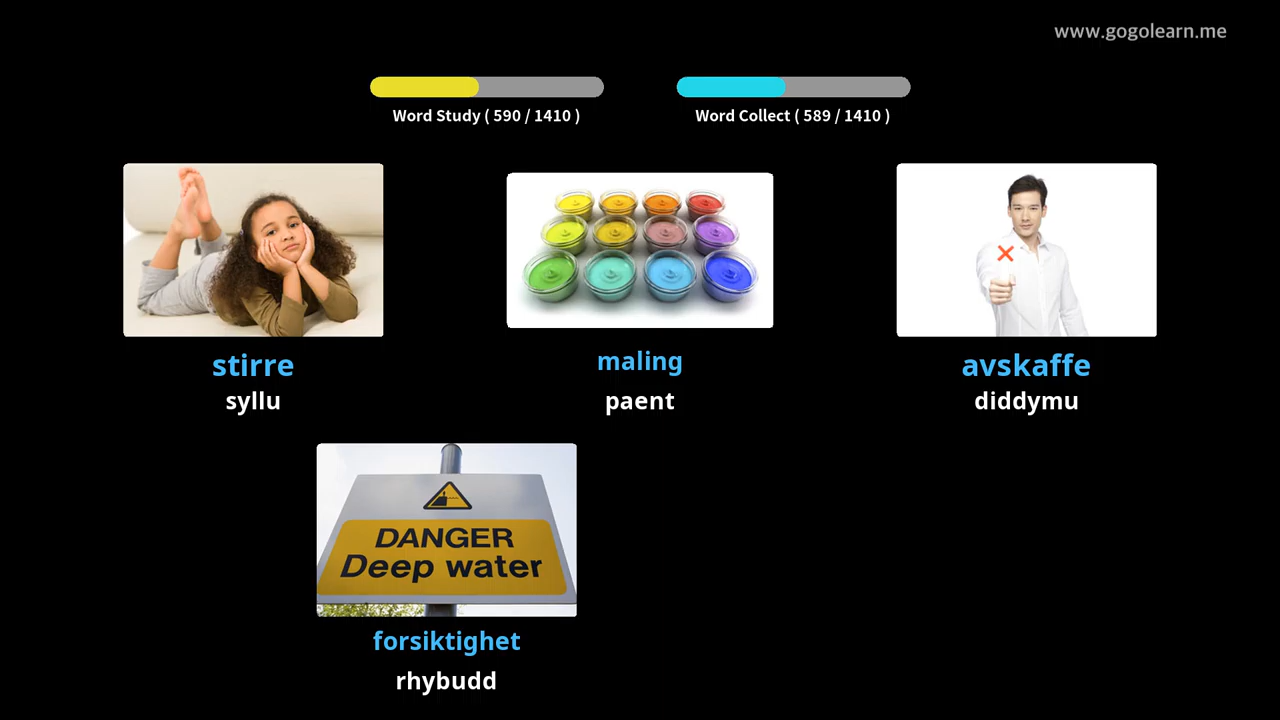 www.gogolearn.me
Word Study ( 590 / 1410 )
Word Collect ( 589 / 1410 )
stirre
syllu
maling
paent
avskaffe
diddymu
DANGER
Deep water
forsiktighet
rhybudd